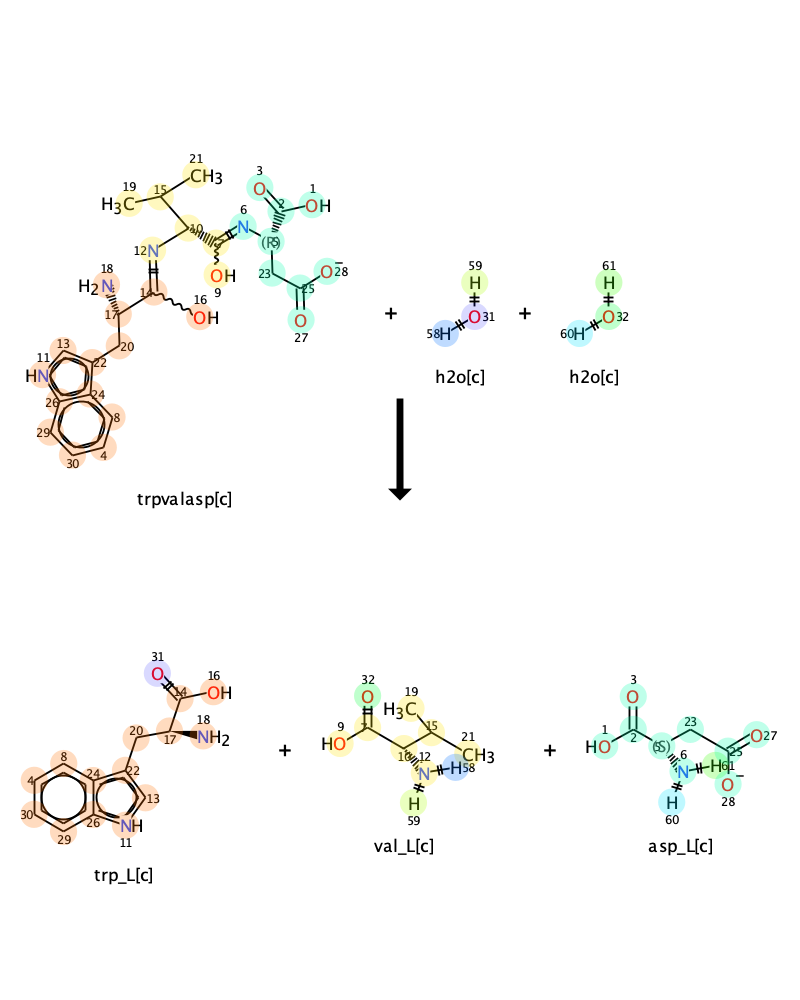 21
3 19 15 CH3 1
H3C O 2 OH
6
10 N (R) 5
12 N 7
18 OH 23 O− 28
H2N 14 9 25
16
17 OH O
27
20
13
11 22
HN
24
26
8
29
4
30
+
59
H
O 31
58 H
h2o[c]
+
61
H
O 32
60 H
h2o[c]
trpvalasp[c]
31
O 16
14 OH
18
20 17 NH2
8 22
4 24
13
30 26 NH
29 11
trp_L[c]
+
32
O 19
H3C
9 7 15 21
HO
10 12 CH3
N H 58
H
59
val_L[c]
+
3
O
1 23
HO 2 O 27
(S) 5 25
6
N H 61
O−
H 28
60
asp_L[c]